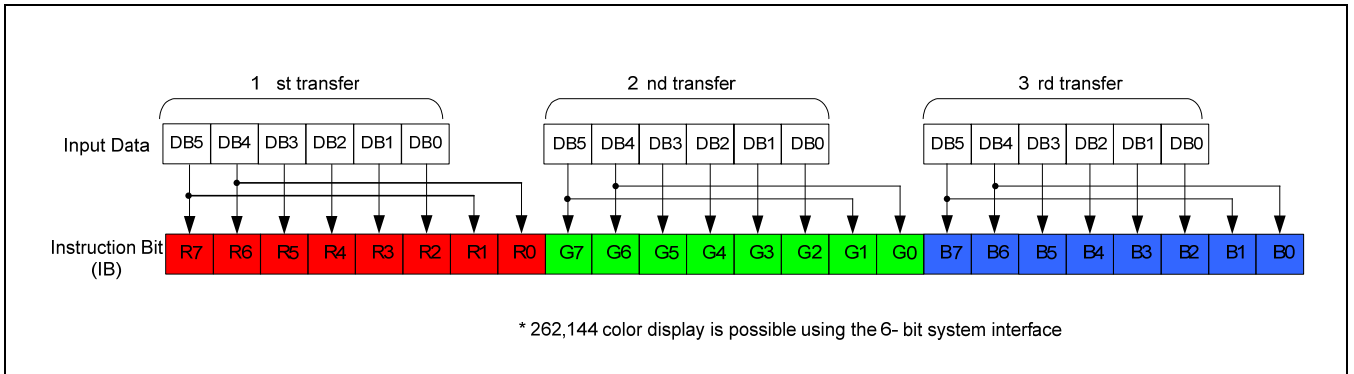 1 st transfer 2 nd transfer 3 rd transfer
Input Data DB5 DB4 DB3 DB2 DB1 DB0 DB5 DB4 DB3 DB2 DB1 DB0 DB5 DB4 DB3 DB2 DB1 DB0
Instruction Bit R7 R6 R5 R4 R3 R2 R1 R0 G7 G6 G5 G4 G3 G2 G1 G0 B7 B6 B5 B4 B3 B2 B1 B0
(IB)
* 262,144 color display is possible using the 6- bit system interface